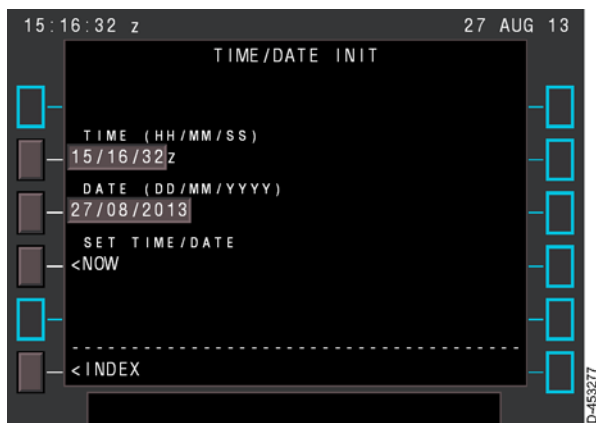 15:16:32 z 27 AUG 13
TIME/DATE INIT
TIME (HH/MM/SS)
15/16/32z
DATE (DD/MM/YYYY)
27/08/2013
SET TIME/DATE
<NOW
<INDEX
D-453277